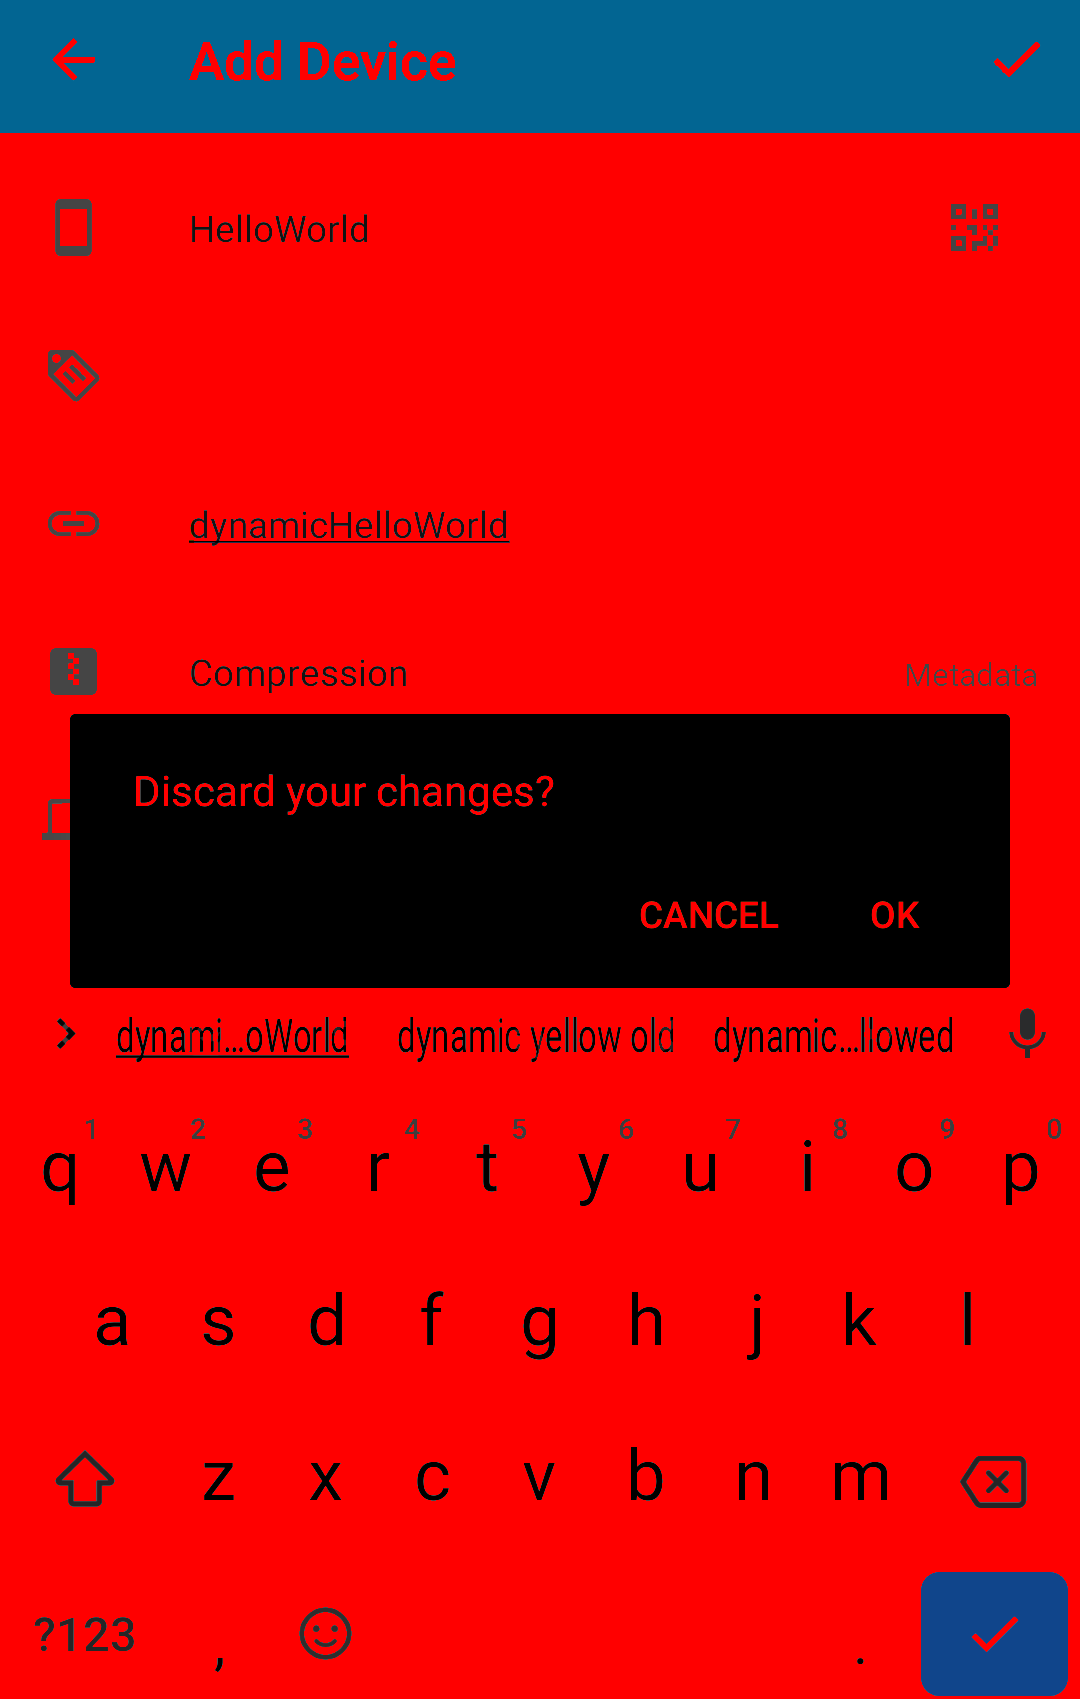 Add Device
HelloWorld
dynamicHelloWorld
Compression Metadata
Discard your changes?
CANCEL OK
dynami...oWorld dynamic yellow old dynamic...llowed
1 2 3 4 5 6 7 8 9 0
q w e r t y u i o p
a s d f g h j k l
z x c v b n m
?123 , .